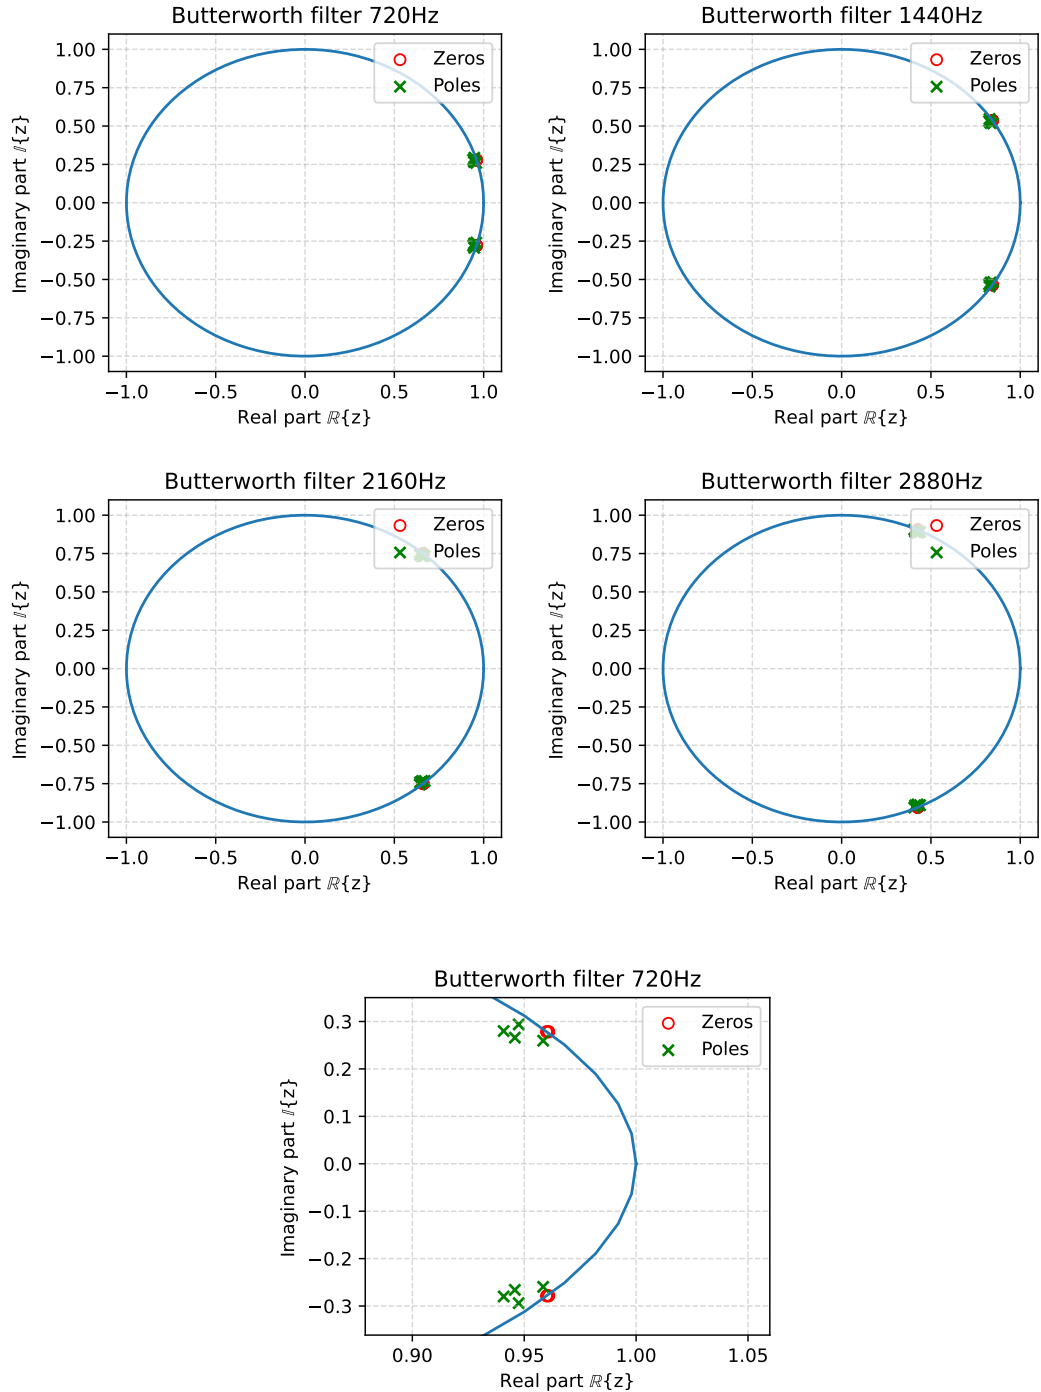 Butterworth filter 720Hz
1.00
0.75
0.50
0.25
0.00
−0.25
−0.50
−0.75
−1.00
Imaginary part 𝕀{z}
Zeros
Poles
−1.0
−0.5
0.0
0.5
1.0
Real part ℝ{z}
Butterworth filter 1440Hz
1.00
0.75
0.50
0.25
0.00
−0.25
−0.50
−0.75
−1.00
Imaginary part 𝕀{z}
Zeros
Poles
−1.0
−0.5
0.0
0.5
1.0
Real part ℝ{z}
Butterworth filter 2160Hz
1.00
0.75
0.50
0.25
0.00
−0.25
−0.50
−0.75
−1.00
Imaginary part 𝕀{z}
Zeros
Poles
−1.0
−0.5
0.0
0.5
1.0
Real part ℝ{z}
Butterworth filter 2880Hz
1.00
0.75
0.50
0.25
0.00
−0.25
−0.50
−0.75
−1.00
Imaginary part 𝕀{z}
Zeros
Poles
−1.0
−0.5
0.0
0.5
1.0
Real part ℝ{z}
Butterworth filter 720Hz
0.3
0.2
0.1
0.0
−0.1
−0.2
−0.3
Imaginary part 𝕀{z}
Zeros
Poles
0.90
0.95
1.00
1.05
Real part ℝ{z}